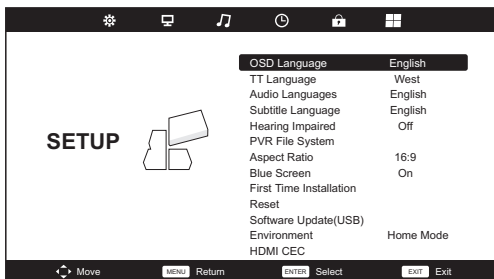 OSD Language English
TT Language West
Audio Languages English
Subtitle Language English
Hearing Impaired Off
PVR File System
Aspect Ratio 16:9
Blue Screen On
First Time Installation
Reset
Software Update(USB)
Environment Home Mode
HDMI CEC
SETUP
Move MENU Return ENTER Select EXIT Exit